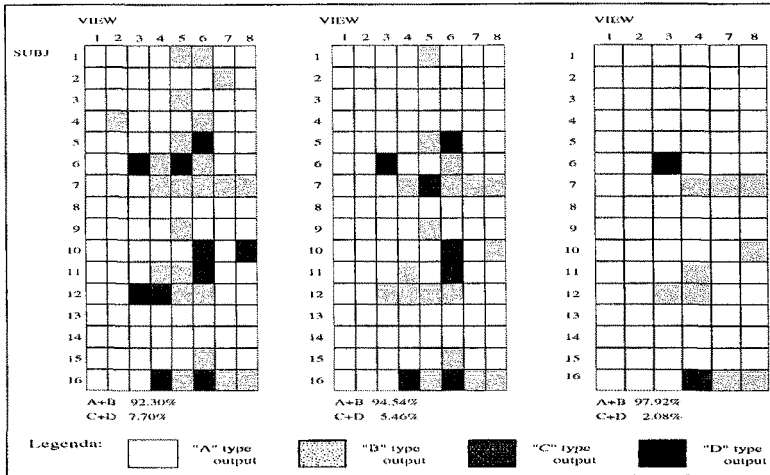 VIEW VIEW VIEW
SUBJ 1 2 3 4 5 6 7 8 1 2 3 4 5 6 7 8 1 2 3 4 8
1 1 1
2 2 2
3 3 3
4 4 4
5 5 5
6 6 6
7 7 7
8 8 8
9 9 9
10 10 10
11 11 11
12 12 12
13 13 13
14 14 14
15 15 15
16 16 16
A+B 92.30% A+B 94.54% A+B 97.92%
C+D 7.70% C+D 5.46% C+D 2.08%
Legenda: "A" type output "B" type output "C" type output "D" type output